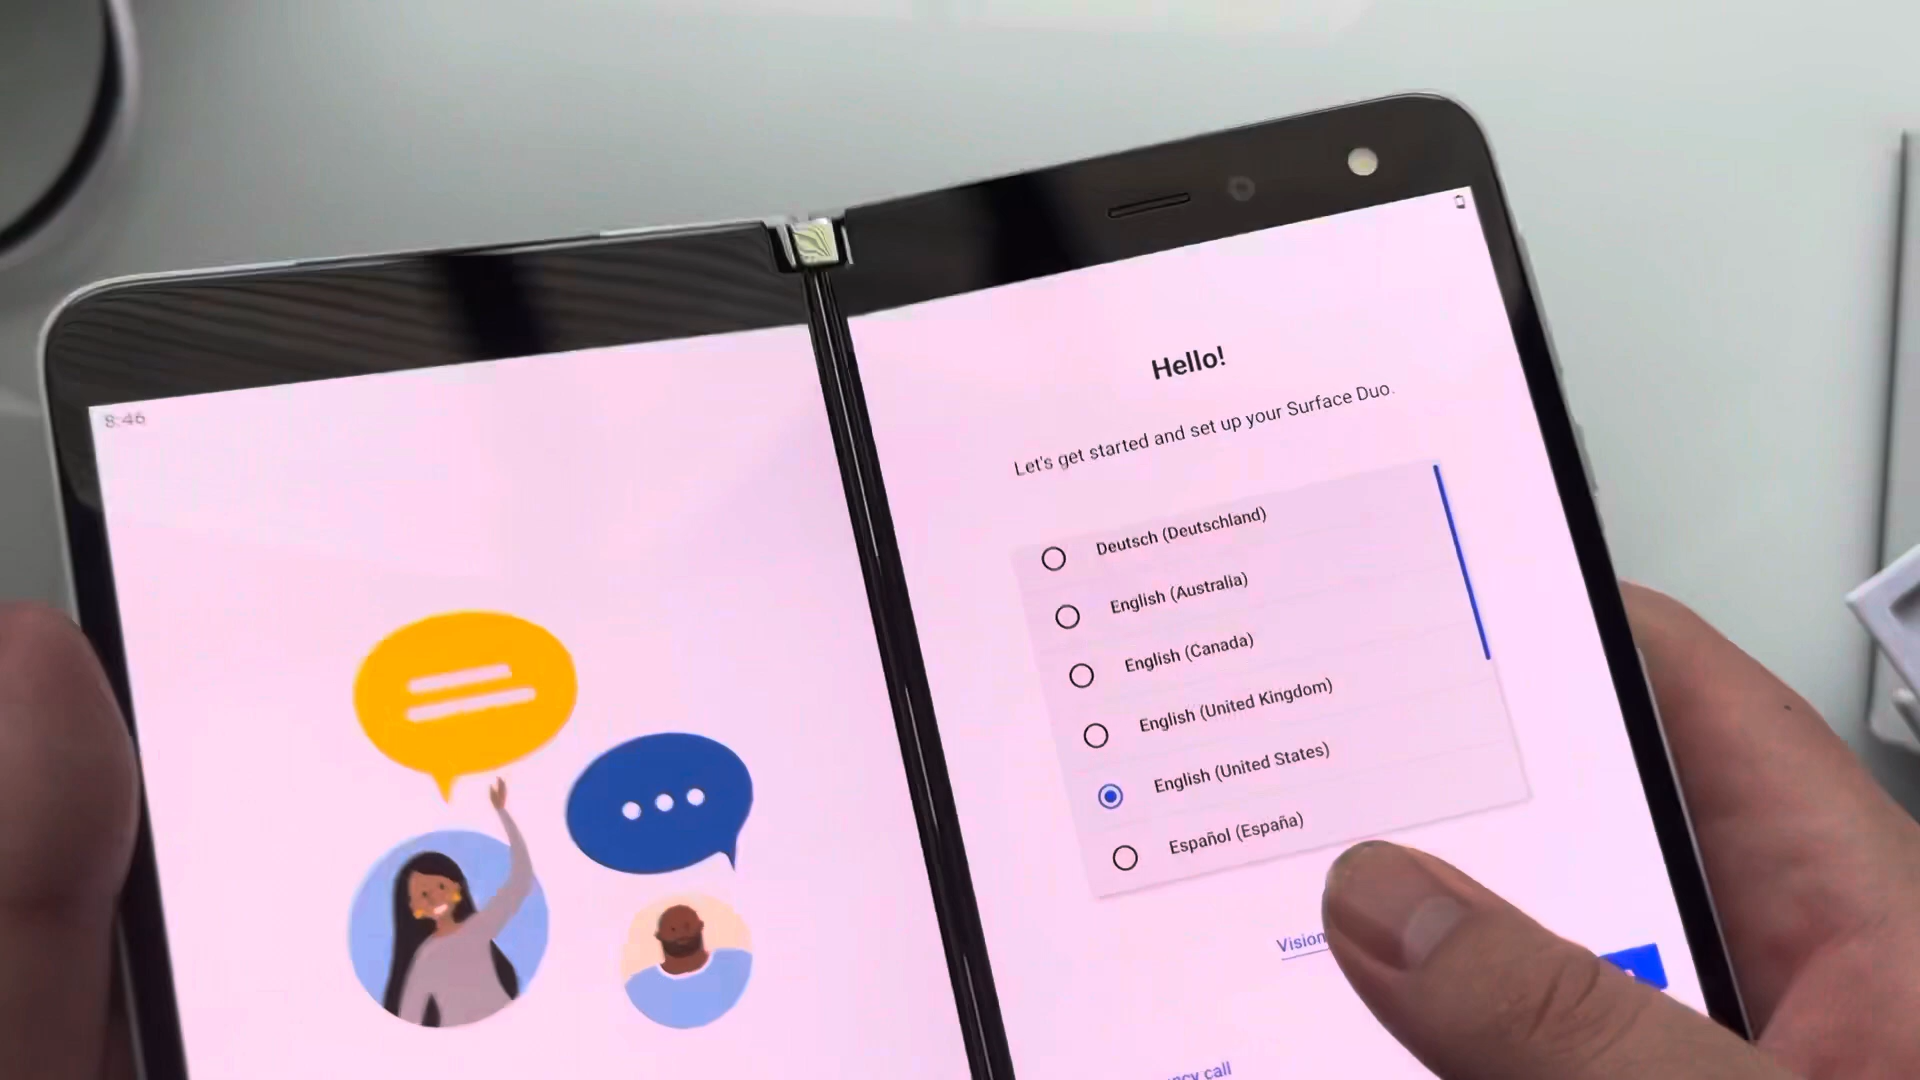 8:46
Hello!
Let's get started and set up your Surface Duo.
Deutsch (Deutschland)
English (Australia)
English (Canada)
English (United Kingdom)
English (United States)
Español (España)
Vision
call